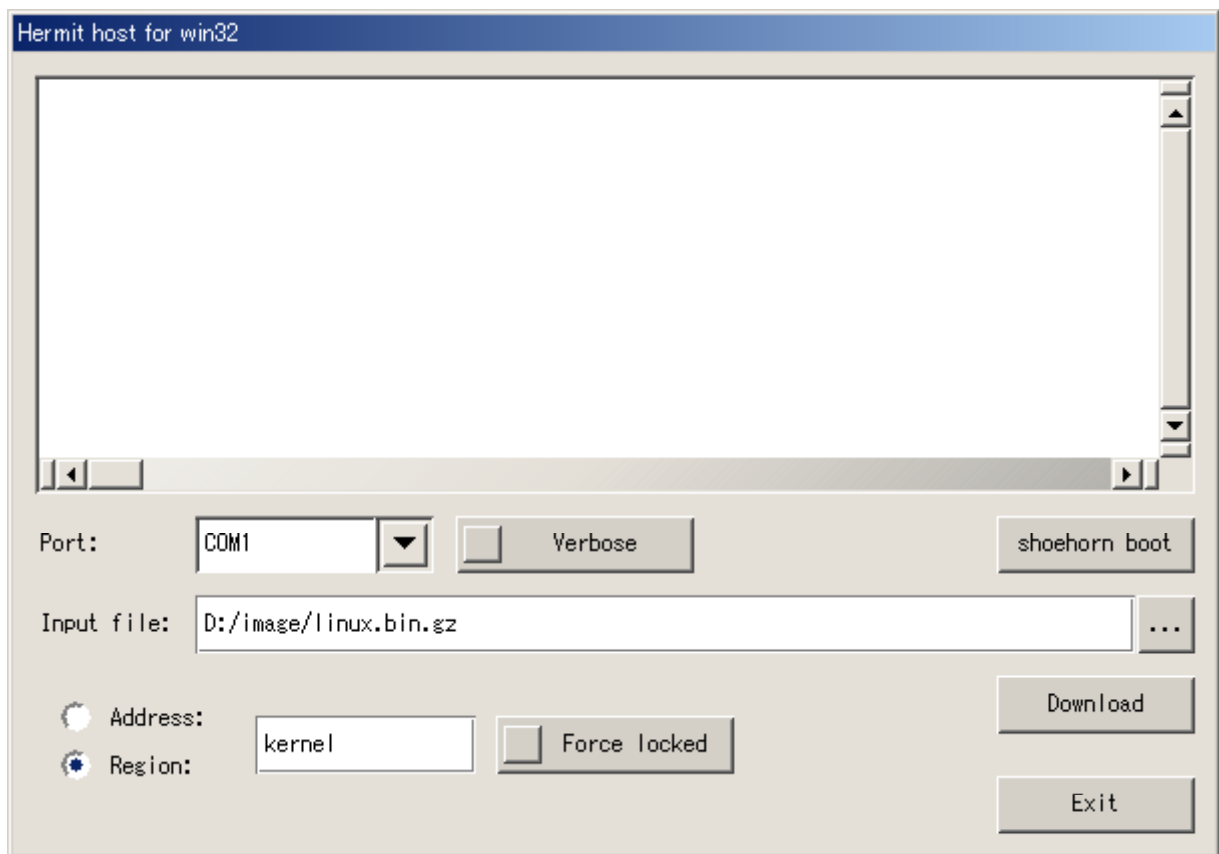 Hermit host for win32
Port: COM1 Verbose shoehorn boot
Input file: D:/image/linux.bin.gz ...
Address:
Region: kernel Force locked
Download
Exit